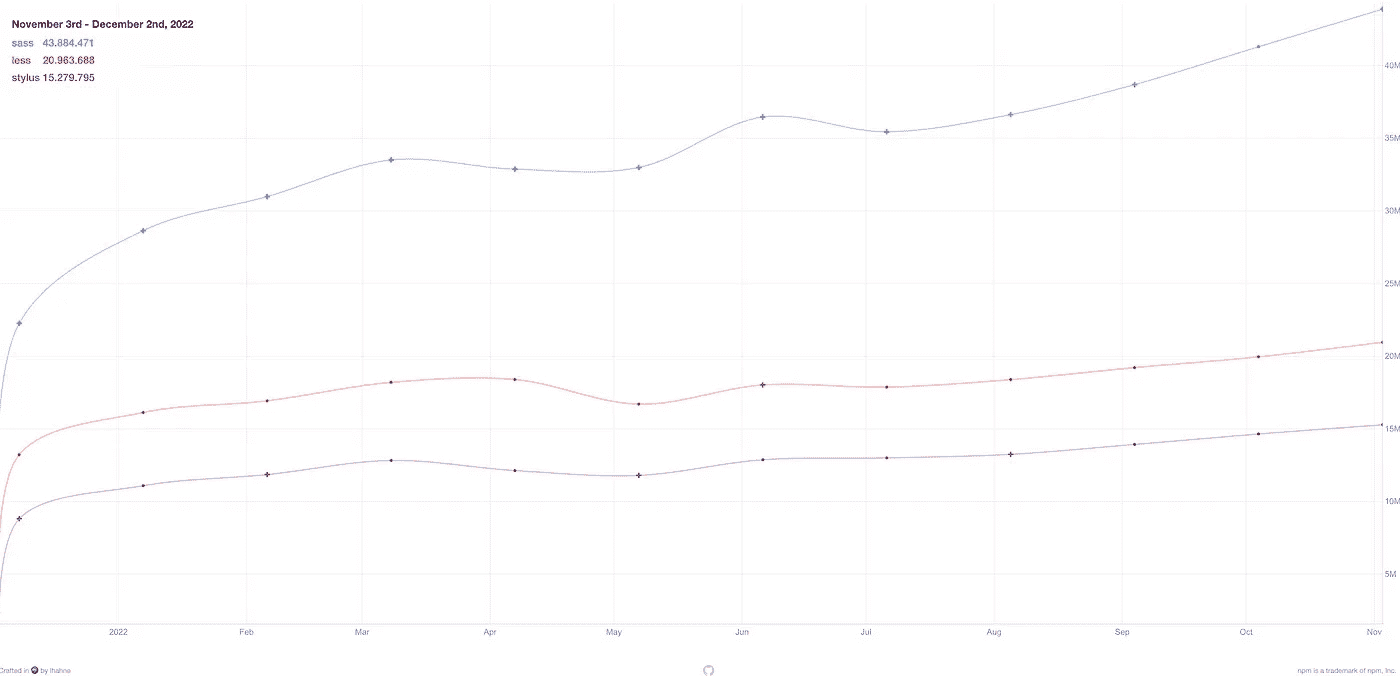 November 3rd - December 2nd, 2022
sass 43.884.471
less 20.963.688
stylus 15.279.795
40M
35M
30M
25M
20M
15M
10M
5M
2022 Feb Mar Apr May Jun Jul Aug Sep Oct Nov
Crafted in by lhahne
npm is a trademark of npm, Inc.